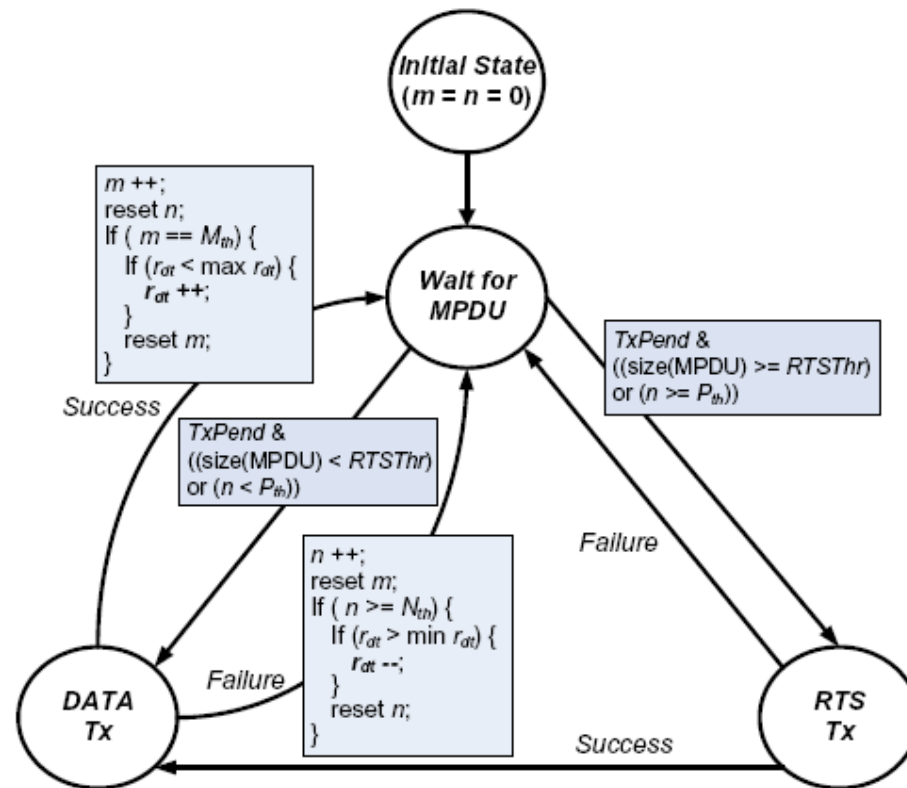 Initial State
(m = n = 0)
m ++;
reset n;
If ( m == Mth) {
If (rdt < max rdt) {
rdt ++;
}
reset m;
}
Wait for
MPDU
TxPend &
((size(MPDU) >= RTSThr)
or (n >= Pth))
Success
TxPend &
((size(MPDU) < RTSThr)
or (n < Pth))
Failure
n ++;
reset m;
If ( n >= Nth) {
If (rdt > min rdt) {
rdt --;
}
reset n;
}
Failure
DATA
Tx
RTS
Tx
Success